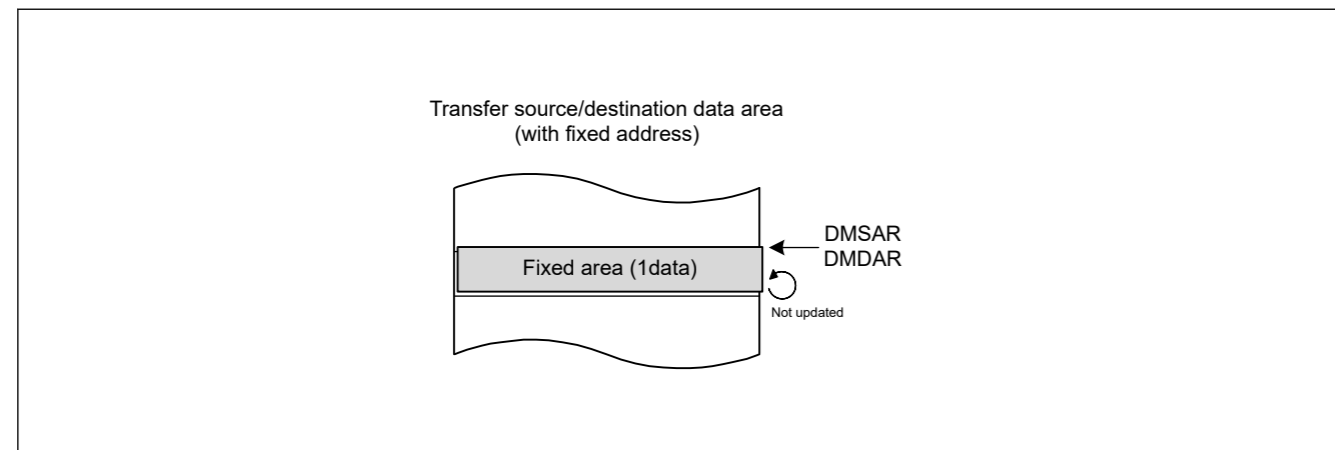 Transfer source/destination data area
(with fixed address)
DMSAR
DMDAR
Fixed area (1data)
Not updated